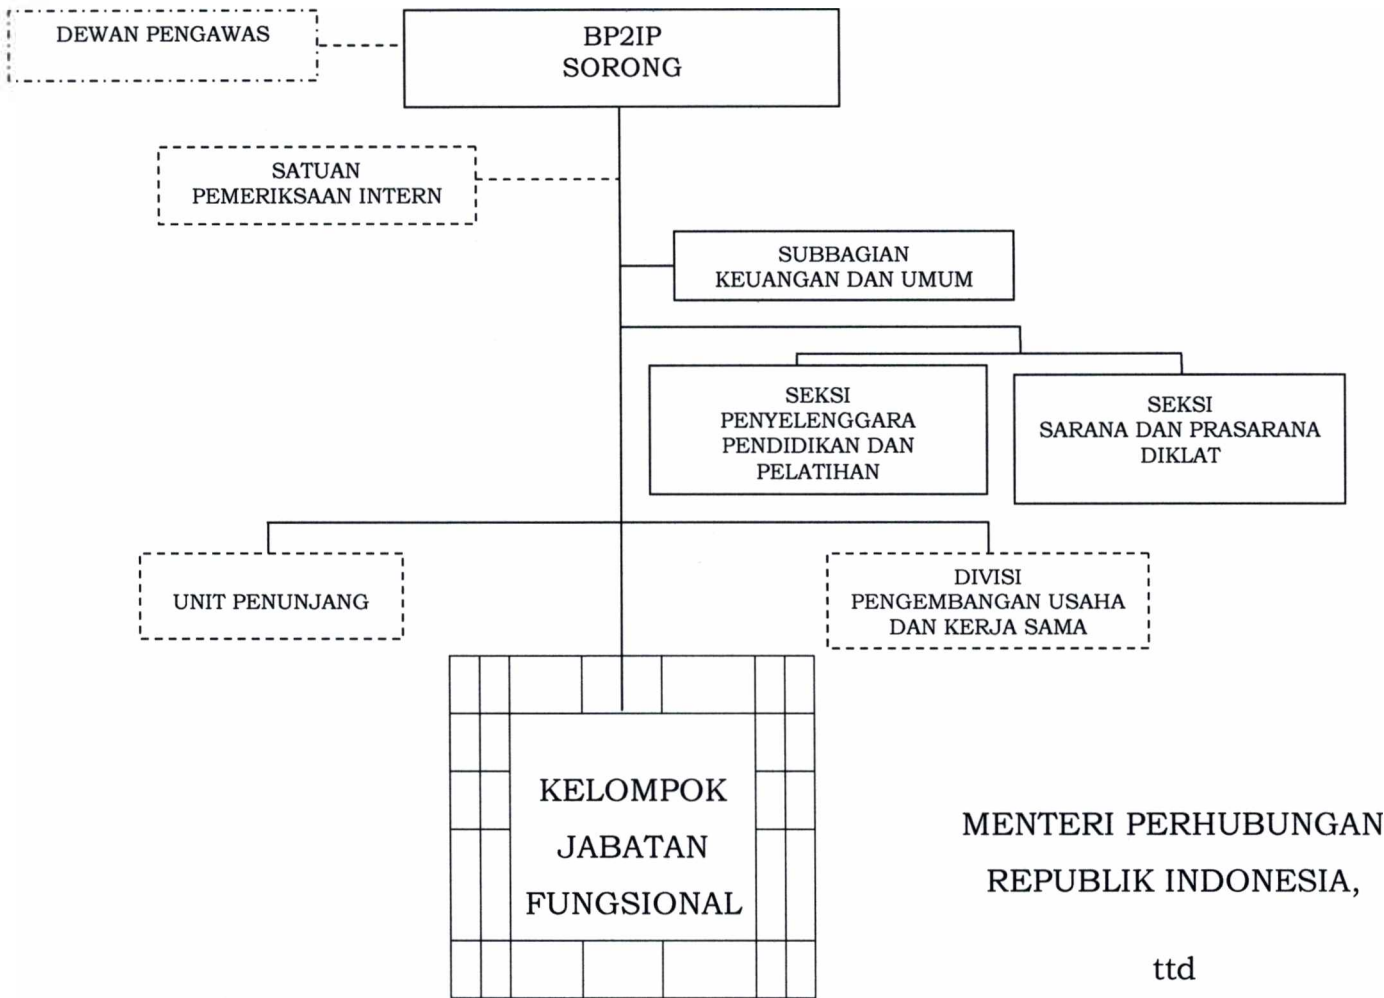 DEWAN PENGAWAS
BP2IP
SORONG
SATUAN
PEMERIKSAAN INTERN
SUBBAGIAN
KEUANGAN DAN UMUM
SEKSI
PENYELENGGARA
PENDIDIKAN DAN
PELATIHAN
SEKSI
SARANA DAN PRASARANA
DIKLAT
UNIT PENUNJANG
DIVISI
PENGEMBANGAN USAHA
DAN KERJA SAMA
KELOMPOK
JABATAN
FUNGSIONAL
MENTERI PERHUBUNGAN
REPUBLIK INDONESIA,
ttd